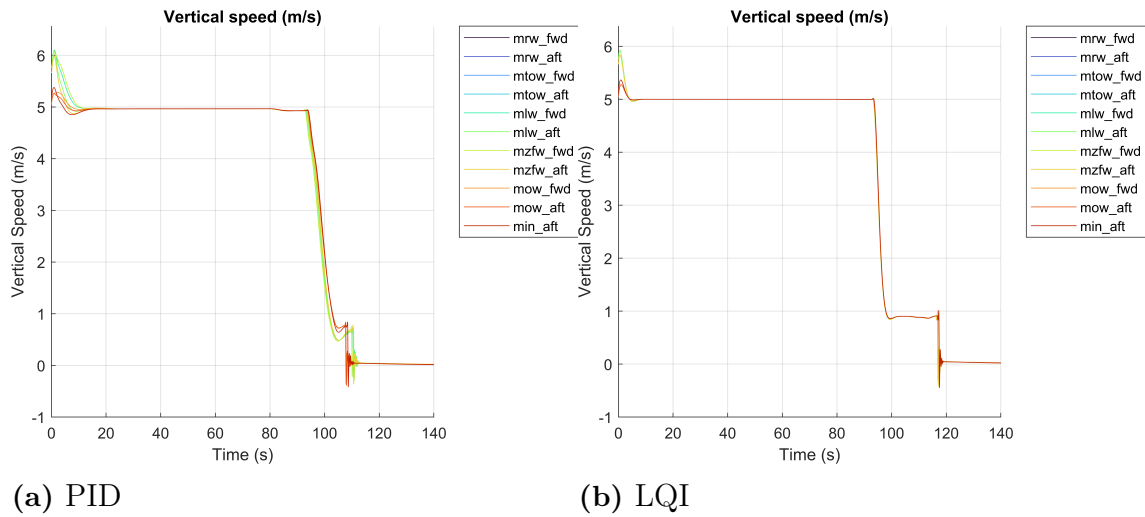 Vertical speed (m/s)
6
5
4
3
2
1
0
-1
Vertical Speed (m/s)
0 20 40 60 80 100 120 140
Time (s)
mrw_fwd
mrw_aft
mtow_fwd
mtow_aft
mlw_fwd
mlw_aft
mzfw_fwd
mzfw_aft
mow_fwd
mow_aft
min_aft
(a) PID
Vertical speed (m/s)
6
5
4
3
2
1
0
-1
Vertical Speed (m/s)
0 20 40 60 80 100 120 140
Time (s)
mrw_fwd
mrw_aft
mtow_fwd
mtow_aft
mlw_fwd
mlw_aft
mzfw_fwd
mzfw_aft
mow_fwd
mow_aft
min_aft
(b) LQI